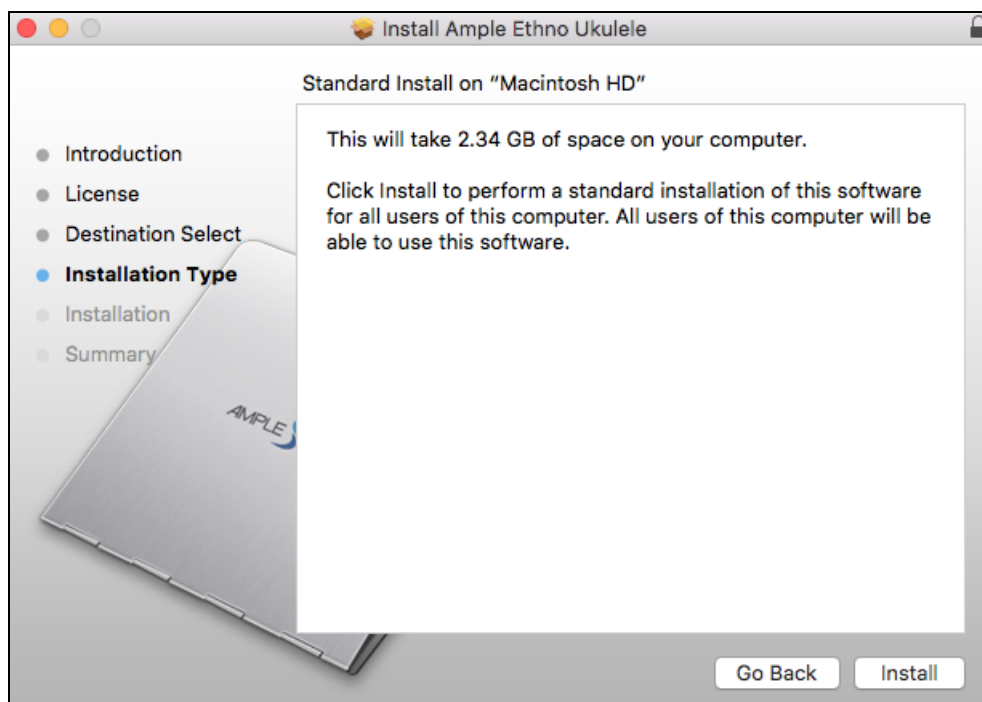 Install Ample Ethno Ukulele
Standard Install on “Macintosh HD”
Introduction
License
Destination Select
Installation Type
Installation
Summary
AMPLE
This will take 2.34 GB of space on your computer.
Click Install to perform a standard installation of this software
for all users of this computer. All users of this computer will be
able to use this software.
Go Back
Install